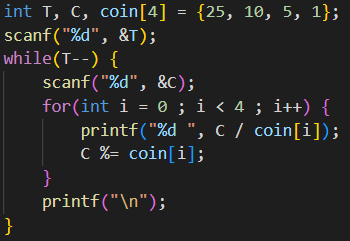 int T, C, coin[4] = {25, 10, 5, 1};
scanf("%d", &T);
while(T--) {
    scanf("%d", &C);
    for(int i = 0 ; i < 4 ; i++) {
        printf("%d ", C / coin[i]);
        C %= coin[i];
    }
    printf("\n");
}